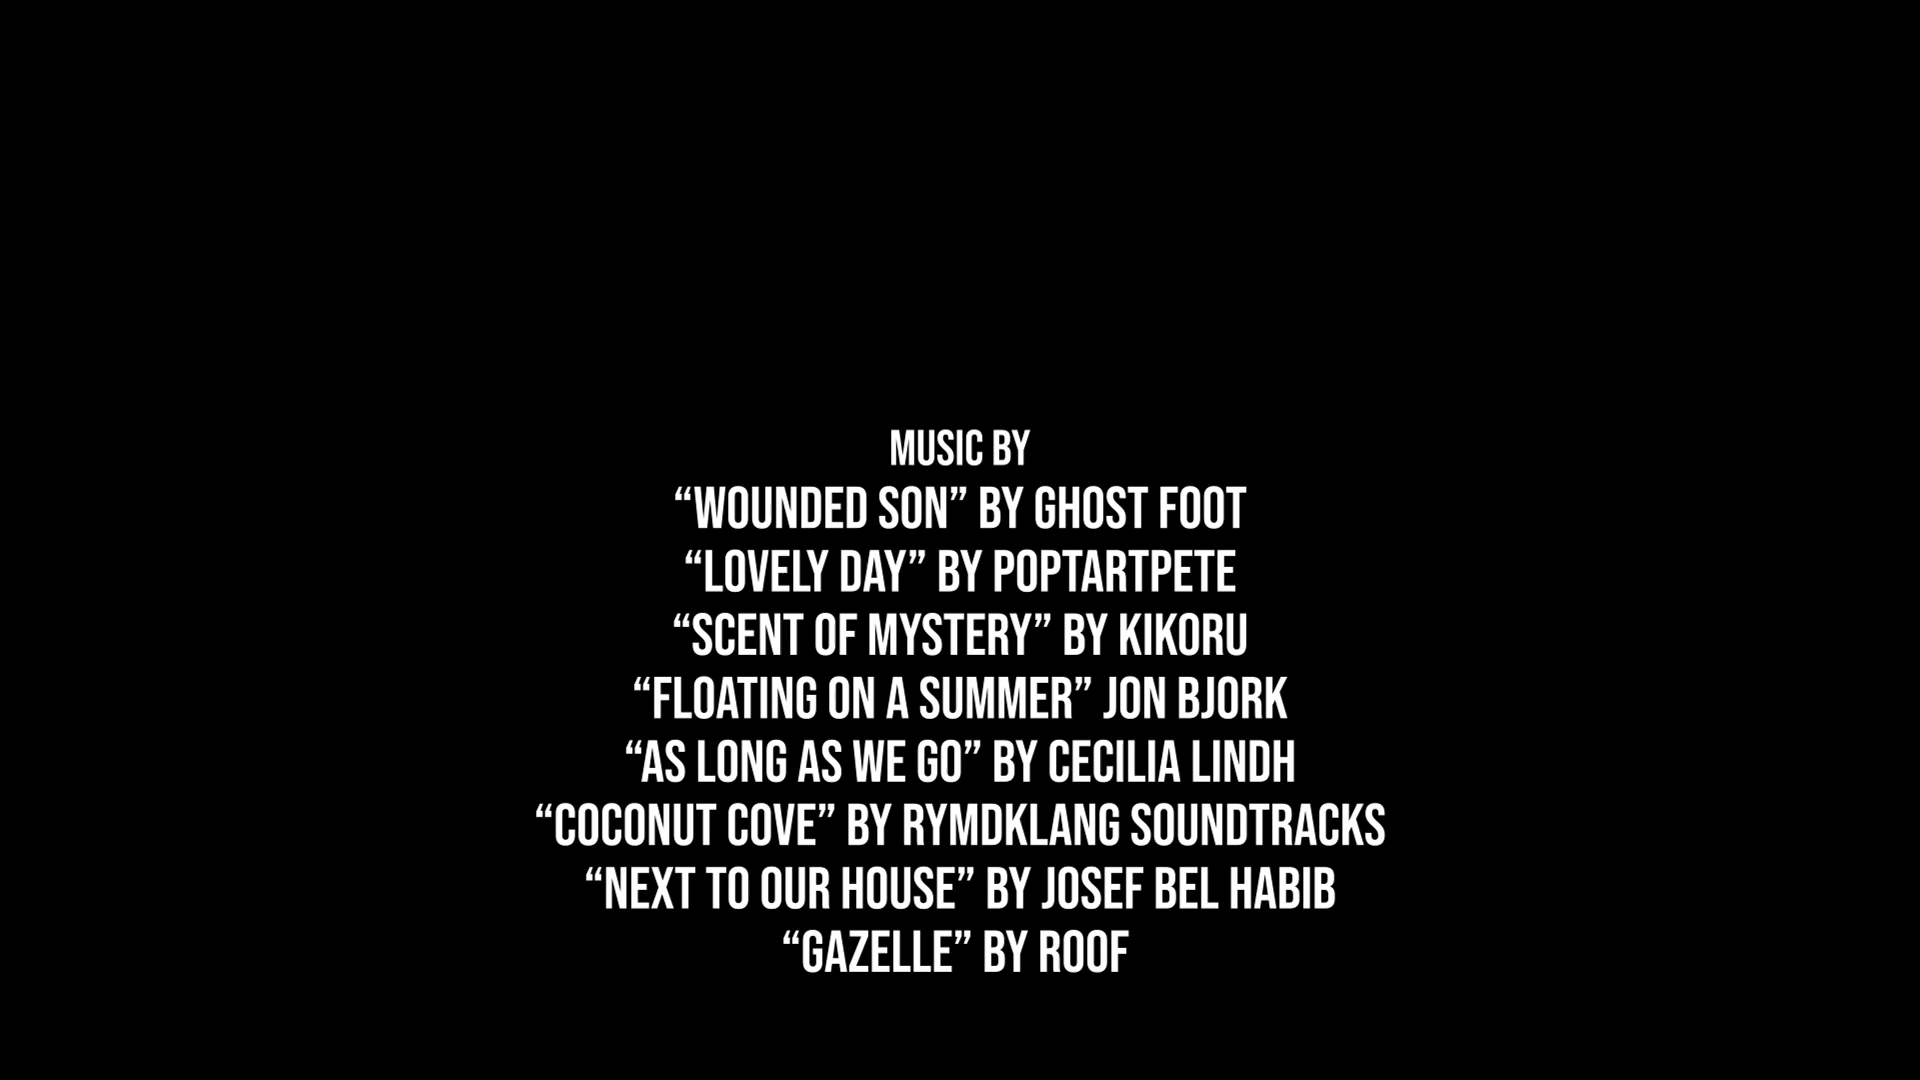 MUSIC BY
“WOUNDED SON” BY GHOST FOOT
“LOVELY DAY” BY POPTARTPETE
“SCENT OF MYSTERY” BY KIKORU
“FLOATING ON A SUMMER” JON BJORK
“AS LONG AS WE GO” BY CECILIA LINDH
“COCONUT COVE” BY RYMDKLANG SOUNDTRACKS
“NEXT TO OUR HOUSE” BY JOSEF BEL HABIB
“GAZELLE” BY ROOF